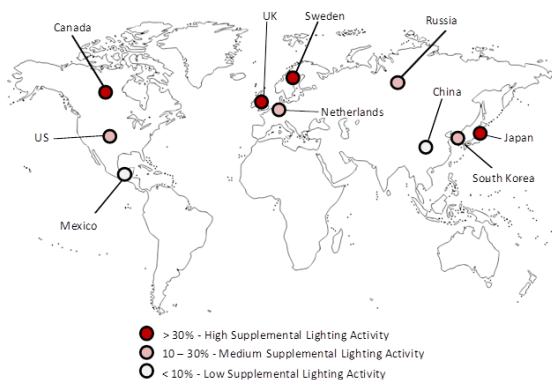 UK
Sweden
Russia
Canada
China
Netherlands
US
Japan
South Korea
Mexico
> 30% - High Supplemental Lighting Activity
10 – 30% - Medium Supplemental Lighting Activity
< 10% - Low Supplemental Lighting Activity